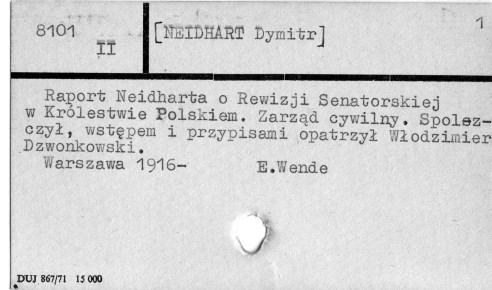 8101 II
[NEIDHART Dymitr]
1
Raport Neidharta o Rewizji Senatorskiej
w Królestwie Polskiem. Zarząd cywilny. Spolsz-
czył, wstępem i przypisami opatrzył Włodzimier
Dzwonkowski.
Warszawa 1916- E.Wende
DUJ 867/71 15 000